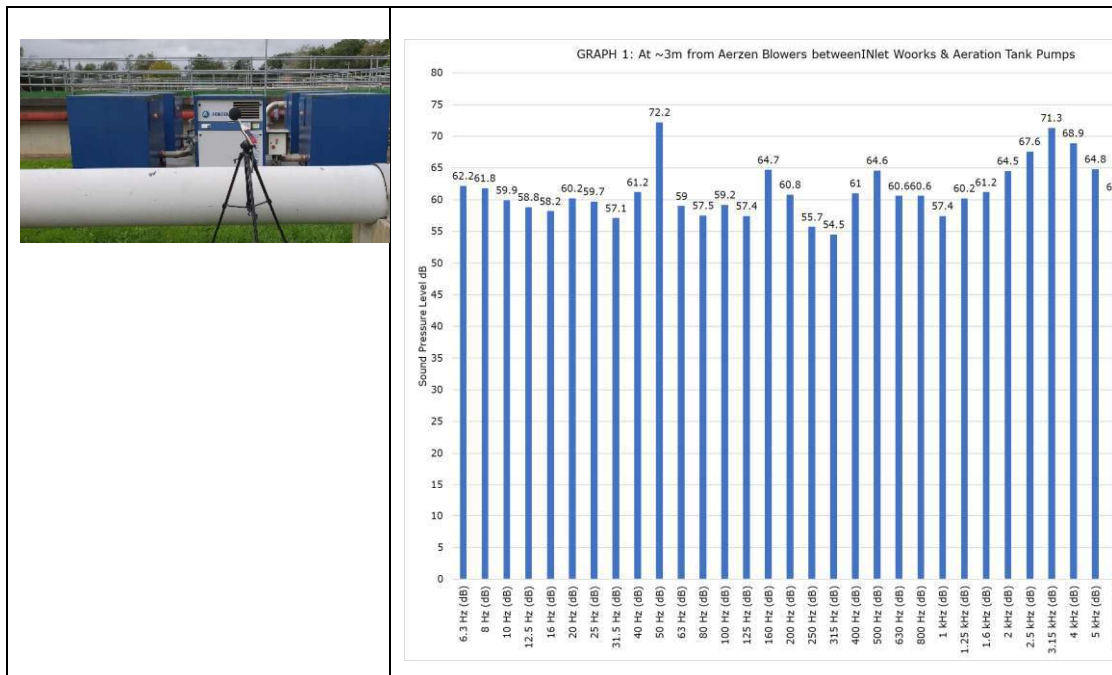 GRAPH 1: At ~3m from Aerzen Blowers betweenINlet Woorks & Aeration Tank Pumps
Sound Pressure Level dB
80
75
70
65
60
55
50
45
40
35
30
25
20
15
10
5
0
62.2
61.8
59.9
58.8
58.2
60.2
59.7
57.1
61.2
72.2
59
57.5
59.2
57.4
64.7
60.8
55.7
54.5
61
64.6
60.6
60.6
57.4
60.2
61.2
64.5
67.6
71.3
68.9
64.8
6.3 Hz (dB)
8 Hz (dB)
10 Hz (dB)
12.5 Hz (dB)
16 Hz (dB)
20 Hz (dB)
25 Hz (dB)
31.5 Hz (dB)
40 Hz (dB)
50 Hz (dB)
63 Hz (dB)
80 Hz (dB)
100 Hz (dB)
125 Hz (dB)
160 Hz (dB)
200 Hz (dB)
250 Hz (dB)
315 Hz (dB)
400 Hz (dB)
500 Hz (dB)
630 Hz (dB)
800 Hz (dB)
1 kHz (dB)
1.25 kHz (dB)
1.6 kHz (dB)
2 kHz (dB)
2.5 kHz (dB)
3.15 kHz (dB)
4 kHz (dB)
5 kHz (dB)